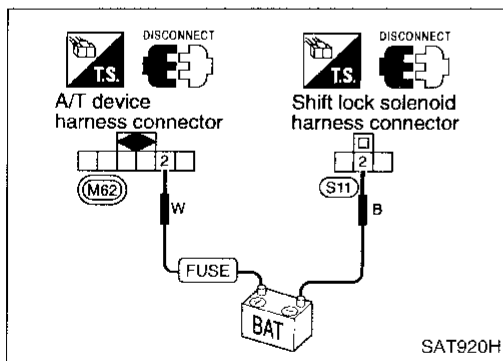 DISCONNECT
T.S.
A/T device
harness connector
2
M62
W
DISCONNECT
T.S.
Shift lock solenoid
harness connector
2
S11
B
FUSE
BAT
SAT920H